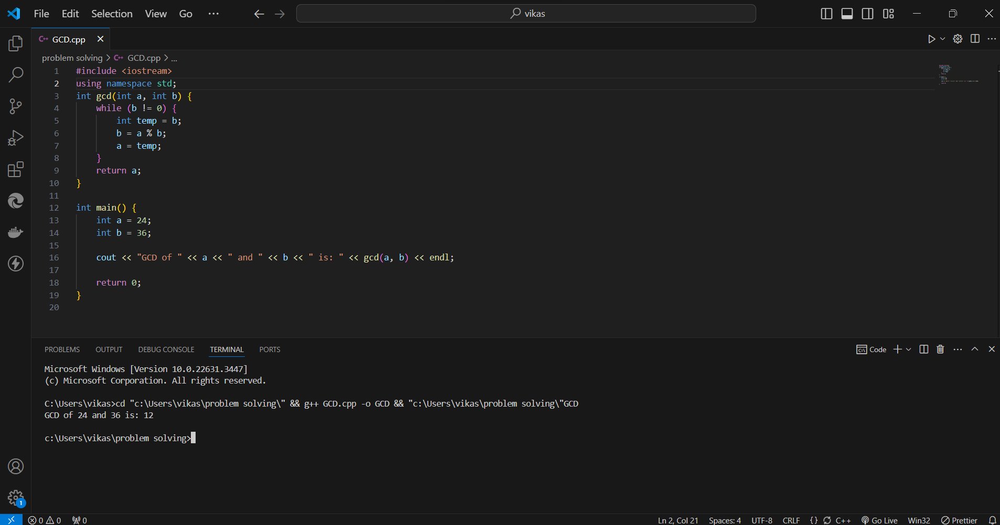 File Edit Selection View Go ···
vikas
C++ GCD.cpp
problem solving > C++ GCD.cpp > ...
1 #include <iostream>
2 using namespace std;
3 int gcd(int a, int b) {
4     while (b != 0) {
5         int temp = b;
6         b = a % b;
7         a = temp;
8     }
9     return a;
10 }
11
12 int main() {
13     int a = 24;
14     int b = 36;
15
16     cout << "GCD of " << a << " and " << b << " is: " << gcd(a, b) << endl;
17
18     return 0;
19 }
20
PROBLEMS OUTPUT DEBUG CONSOLE TERMINAL PORTS Code
Microsoft Windows [Version 10.0.22631.3447]
(c) Microsoft Corporation. All rights reserved.
C:\Users\vikas>cd "c:\Users\vikas\problem solving\" && g++ GCD.cpp -o GCD && "c:\Users\vikas\problem solving\"GCD
GCD of 24 and 36 is: 12
c:\Users\vikas\problem solving>
1
0 0 0 Ln 2, Col 21 Spaces: 4 UTF-8 CRLF {} C++ Go Live Win32 Prettier